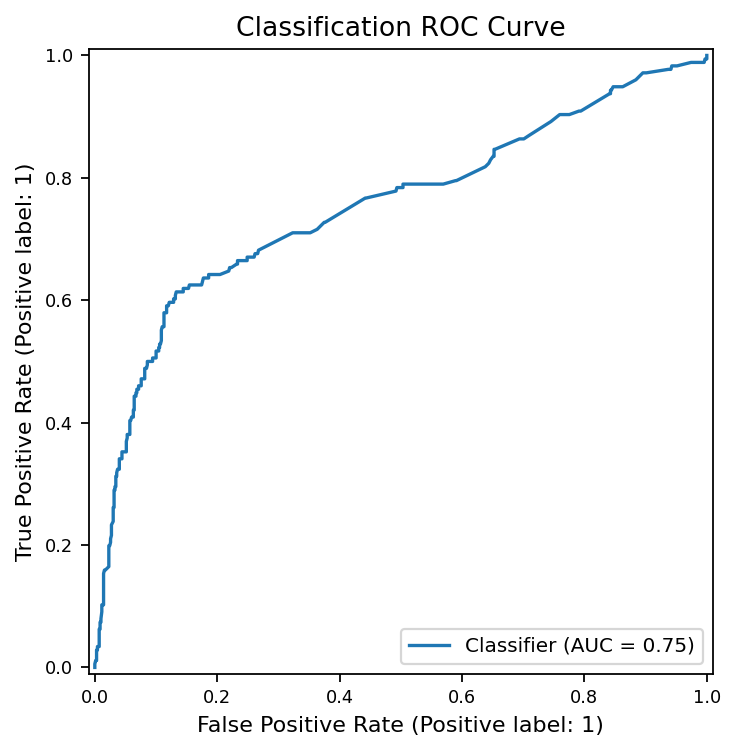 Classification ROC Curve
1.0
0.8
0.6
0.4
0.2
0.0
True Positive Rate (Positive label: 1)
Classifier (AUC = 0.75)
0.0 0.2 0.4 0.6 0.8 1.0
False Positive Rate (Positive label: 1)